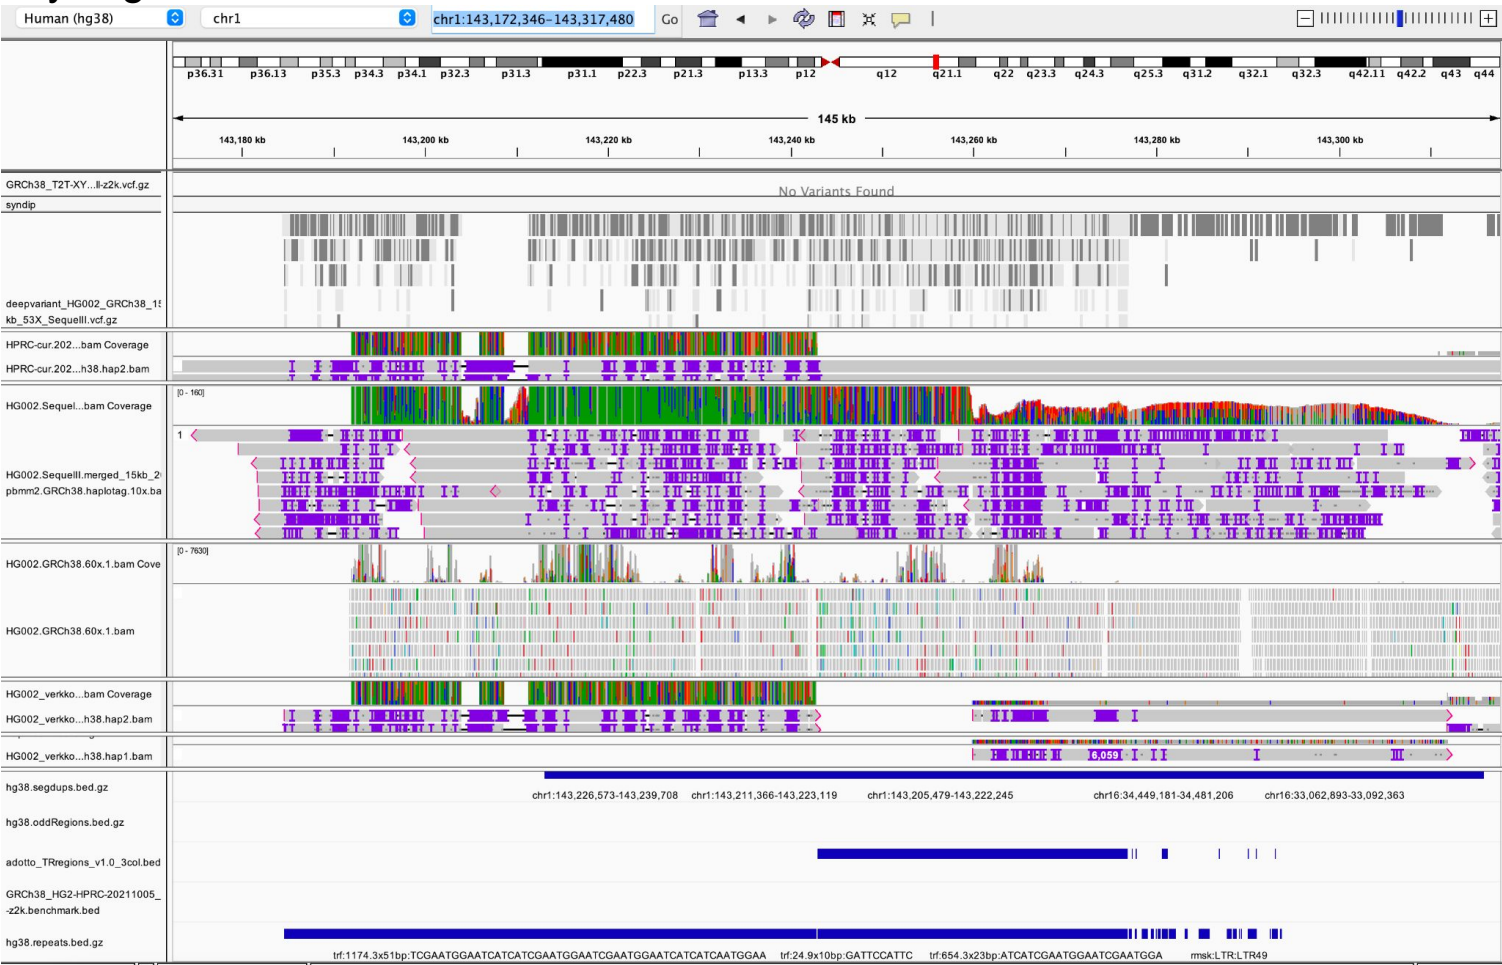 Human (hg38) chr1 chr1:143,172,346-143,317,480 Go
p36.31 p36.13 p35.3 p34.3 p34.1 p32.3 p31.3 p31.1 p22.3 p21.3 p13.3 p12 q12 q21.1 q22 q23.3 q24.3 q25.3 q31.2 q32.1 q32.3 q42.11 q42.2 q43 q44
145 kb
143,180 kb 143,200 kb 143,220 kb 143,240 kb 143,260 kb 143,280 kb 143,300 kb
GRCh38_T2T-XY...ll-z2k.vcf.gz
No Variants Found
syndip
deepvariant_HG002_GRCh38_15
kb_53X_SequelII.vcf.gz
HPRC-cur.202...bam Coverage
HPRC-cur.202...h38.hap2.bam
[0 - 160]
HG002.Sequel...bam Coverage
1
HG002.SequelII.merged_15kb_2
pbmm2.GRCh38.haplotag.10x.ba
[0 - 7630]
HG002.GRCh38.60x.1.bam Cove
HG002.GRCh38.60x.1.bam
HG002_verkko...bam Coverage
HG002_verkko...h38.hap2.bam
HG002_verkko...h38.hap1.bam
6,059
hg38.segdups.bed.gz
chr1:143,226,573-143,239,708 chr1:143,211,366-143,223,119 chr1:143,205,479-143,222,245 chr16:34,449,181-34,481,206 chr16:33,062,893-33,092,363
hg38.oddRegions.bed.gz
adotto_TRregions_v1.0_3col.bed
GRCh38_HG2-HPRC-20211005_
-z2k.benchmark.bed
hg38.repeats.bed.gz
trf:1174.3x51bp:TCGAATGGAATCATCATCGAATGGAATCGAATGGAATCATCATCAATGGAA trf:24.9x10bp:GATTCCATTC trf:654.3x23bp:ATCATCGAATGGAATCGAATGGA rmsk:LTR:LTR49